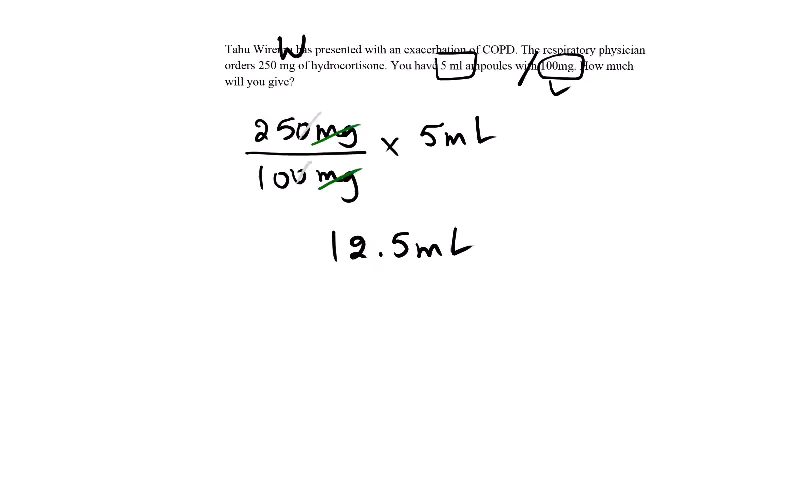 Tahu Wiremu has presented with an exacerbation of COPD. The respiratory physician
orders 250 mg of hydrocortisone. You have 5 ml ampoules with 100mg. How much
will you give?
W
/
250mg
100mg
× 5mL
12.5mL